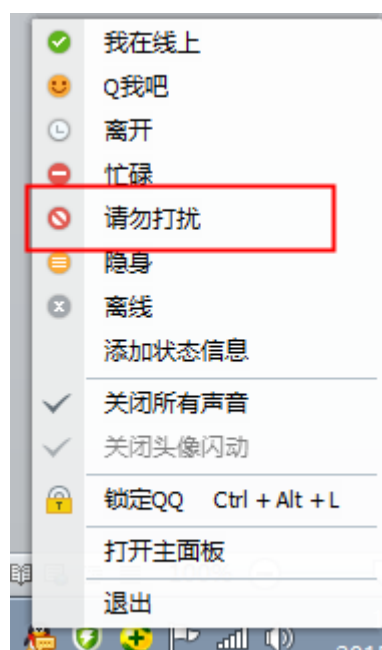 我在线上
Q我吧
离开
忙碌
请勿打扰
隐身
离线
添加状态信息
关闭所有声音
关闭头像闪动
锁定QQ Ctrl + Alt + L
打开主面板
退出